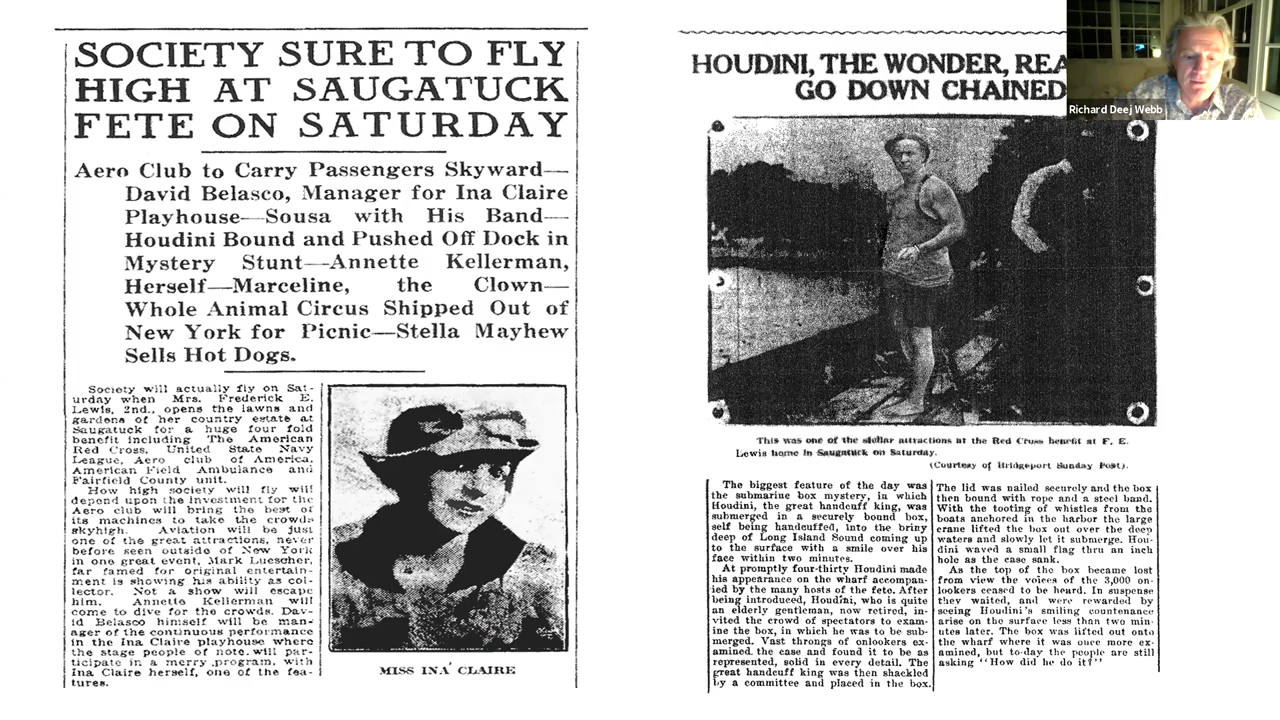 SOCIETY SURE TO FLY
HIGH AT SAUGATUCK
FETE ON SATURDAY
Aero Club to Carry Passengers Skyward—
David Belasco, Manager for Ina Claire
Playhouse—Sousa with His Band—
Houdini Bound and Pushed Off Dock in
Mystery Stunt—Annette Kellerman,
Herself—Marceline, the Clown—
Whole Animal Circus Shipped Out of
New York for Picnic—Stella Mayhew
Sells Hot Dogs.
Society will actually fly on Sat-
urday when Mrs. Frederick E.
Lewis, 2nd., opens the lawns and
gardens of her country estate at
Saugatuck for a huge four fold
benefit including The American
Red Cross, United State Navy
League, Aero club of America,
American Field Ambulance and
Fairfield County unit.
How high society will fly will
depend upon the investment for the
Aero club will bring the best of
its machines to take the crowds
skyhigh. Aviation will be just
one of the great attractions, never
before seen outside of New York
in one great event, Mark Luescher,
far famed for original entertain-
ment is showing his ability as col-
lector. Not a show will escape
him. Annette Kellerman will
come to dive for the crowds. Dav-
id Belasco himself will be man-
ager of the continuous performance
in the Ina Claire playhouse where
the stage people of note will par-
ticipate in a merry program, with
Ina Claire herself, one of the fea-
tures.
MISS INA CLAIRE
HOUDINI, THE WONDER, REA
GO DOWN CHAINED
This was one of the stellar attractions at the Red Cross benefit at F. E.
Lewis home in Saugatuck on Saturday.
(Courtesy of Bridgeport Sunday Post).
The biggest feature of the day was
the submarine box mystery, in which
Houdini, the great handcuff king, was
submerged in a securely bound box,
self being handcuffed, into the briny
deep of Long Island Sound coming up
to the surface with a smile over his
face within two minutes.
At promptly four-thirty Houdini made
his appearance on the wharf accompan-
ied by the many hosts of the fete. After
being introduced, Houdini, who is quite
an elderly gentleman, now retired, in-
vited the crowd of spectators to exam-
ine the box, in which he was to be sub-
merged. Vast throngs of onlookers ex-
amined the case and found it to be as
represented, solid in every detail. The
great handcuff king was then shackled
by a committee and placed in the box.
The lid was nailed securely and the box
then bound with rope and a steel band.
With the tooting of whistles from the
boats anchored in the harbor the large
crane lifted the box out over the deep
waters and slowly let it submerge. Hou-
dini waved a small flag thru an inch
hole as the case sank.
As the top of the box became lost
from view the voices of the 3,000 on-
lookers ceased to be heard. In suspense
they waited, and were rewarded by
seeing Houdini's smiling countenance
arise on the surface less than two min-
utes later. The box was lifted out onto
the wharf where it was once more ex-
amined, but to-day the people are still
asking "How did he do it?"
Richard Deej Webb